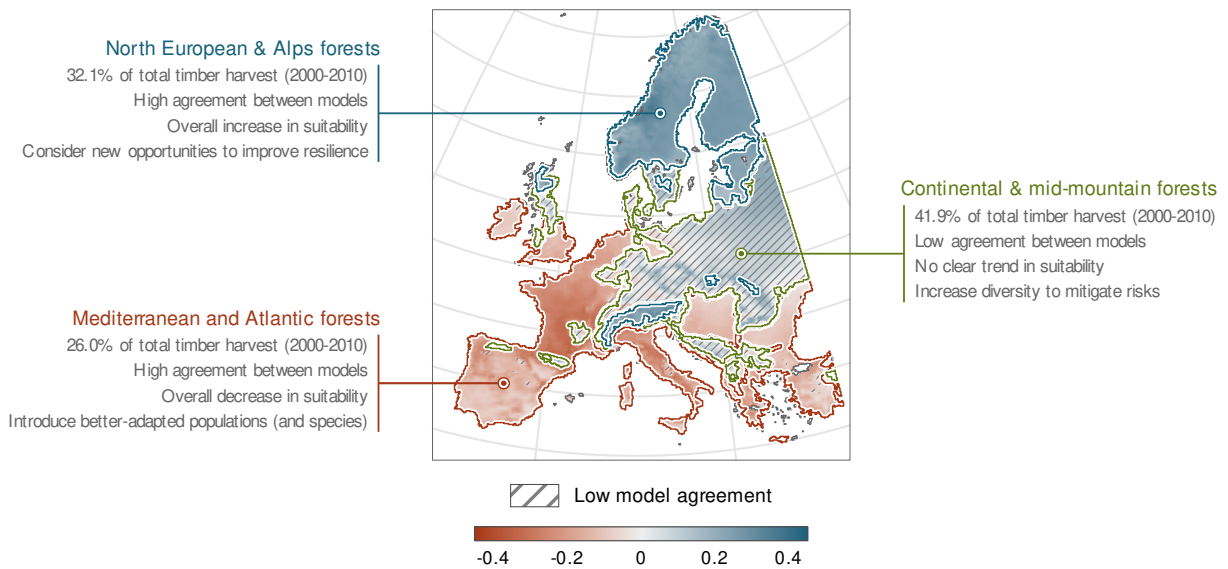 North European & Alps forests
32.1% of total timber harvest (2000-2010)
High agreement between models
Overall increase in suitability
Consider new opportunities to improve resilience
Continental & mid-mountain forests
41.9% of total timber harvest (2000-2010)
Low agreement between models
No clear trend in suitability
Increase diversity to mitigate risks
Mediterranean and Atlantic forests
26.0% of total timber harvest (2000-2010)
High agreement between models
Overall decrease in suitability
Introduce better-adapted populations (and species)
Low model agreement
-0.4 -0.2 0 0.2 0.4